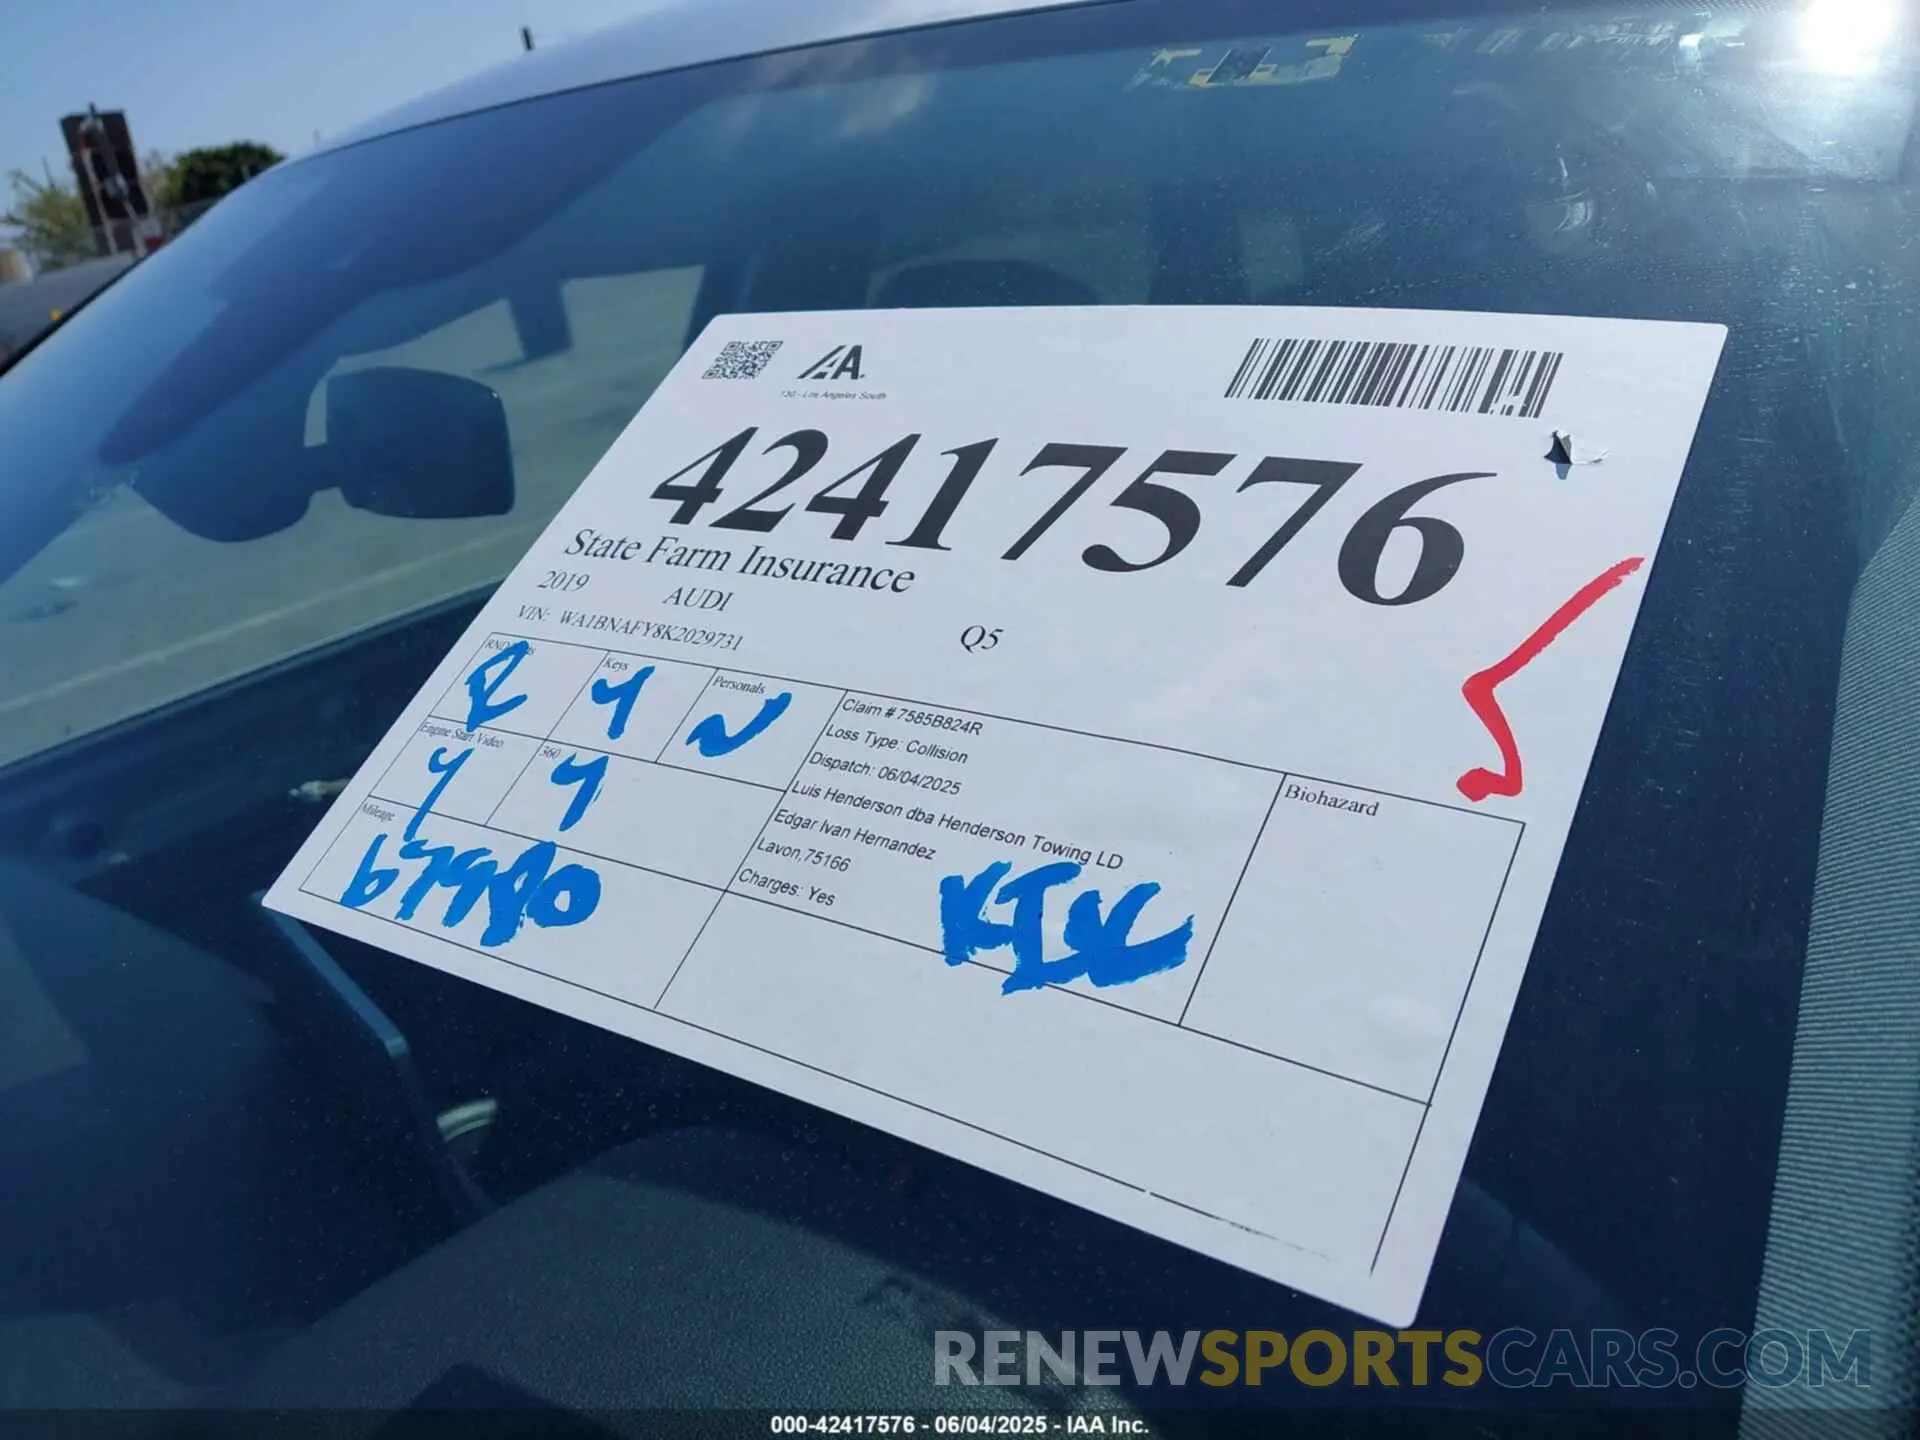 IAA
730 - Los Angeles South
42417576
State Farm Insurance
2019 AUDI Q5
VIN: WA1BNAFY8K2029731
Keys Personals
R Y N
Engine Start Video 360
Y Y
Mileage
67980
Claim # 7585B824R
Loss Type: Collision
Dispatch: 06/04/2025
Luis Henderson dba Henderson Towing LD
Edgar Ivan Hernandez
Lavon,75166
Charges: Yes
Biohazard
RENEWSPORTSCARS.COM
000-42417576 - 06/04/2025 - IAA Inc.